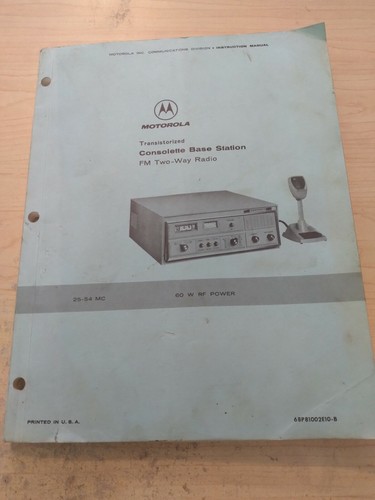 MOTOROLA INC. COMMUNICATIONS DIVISION • INSTRUCTION MANUAL
MOTOROLA
Transistorized
Consolette Base Station
FM Two-Way Radio
25-54 MC
60 W RF POWER
PRINTED IN U.S.A.
68P81002E10-B